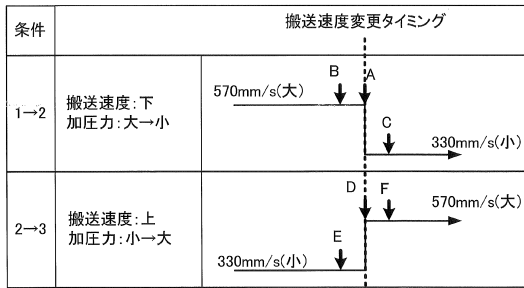 条件
搬送速度変更タイミング
1→2
搬送速度:下
加圧力:大→小
570mm/s(大)
B
A
C
330mm/s(小)
2→3
搬送速度:上
加圧力:小→大
D
F
570mm/s(大)
E
330mm/s(小)